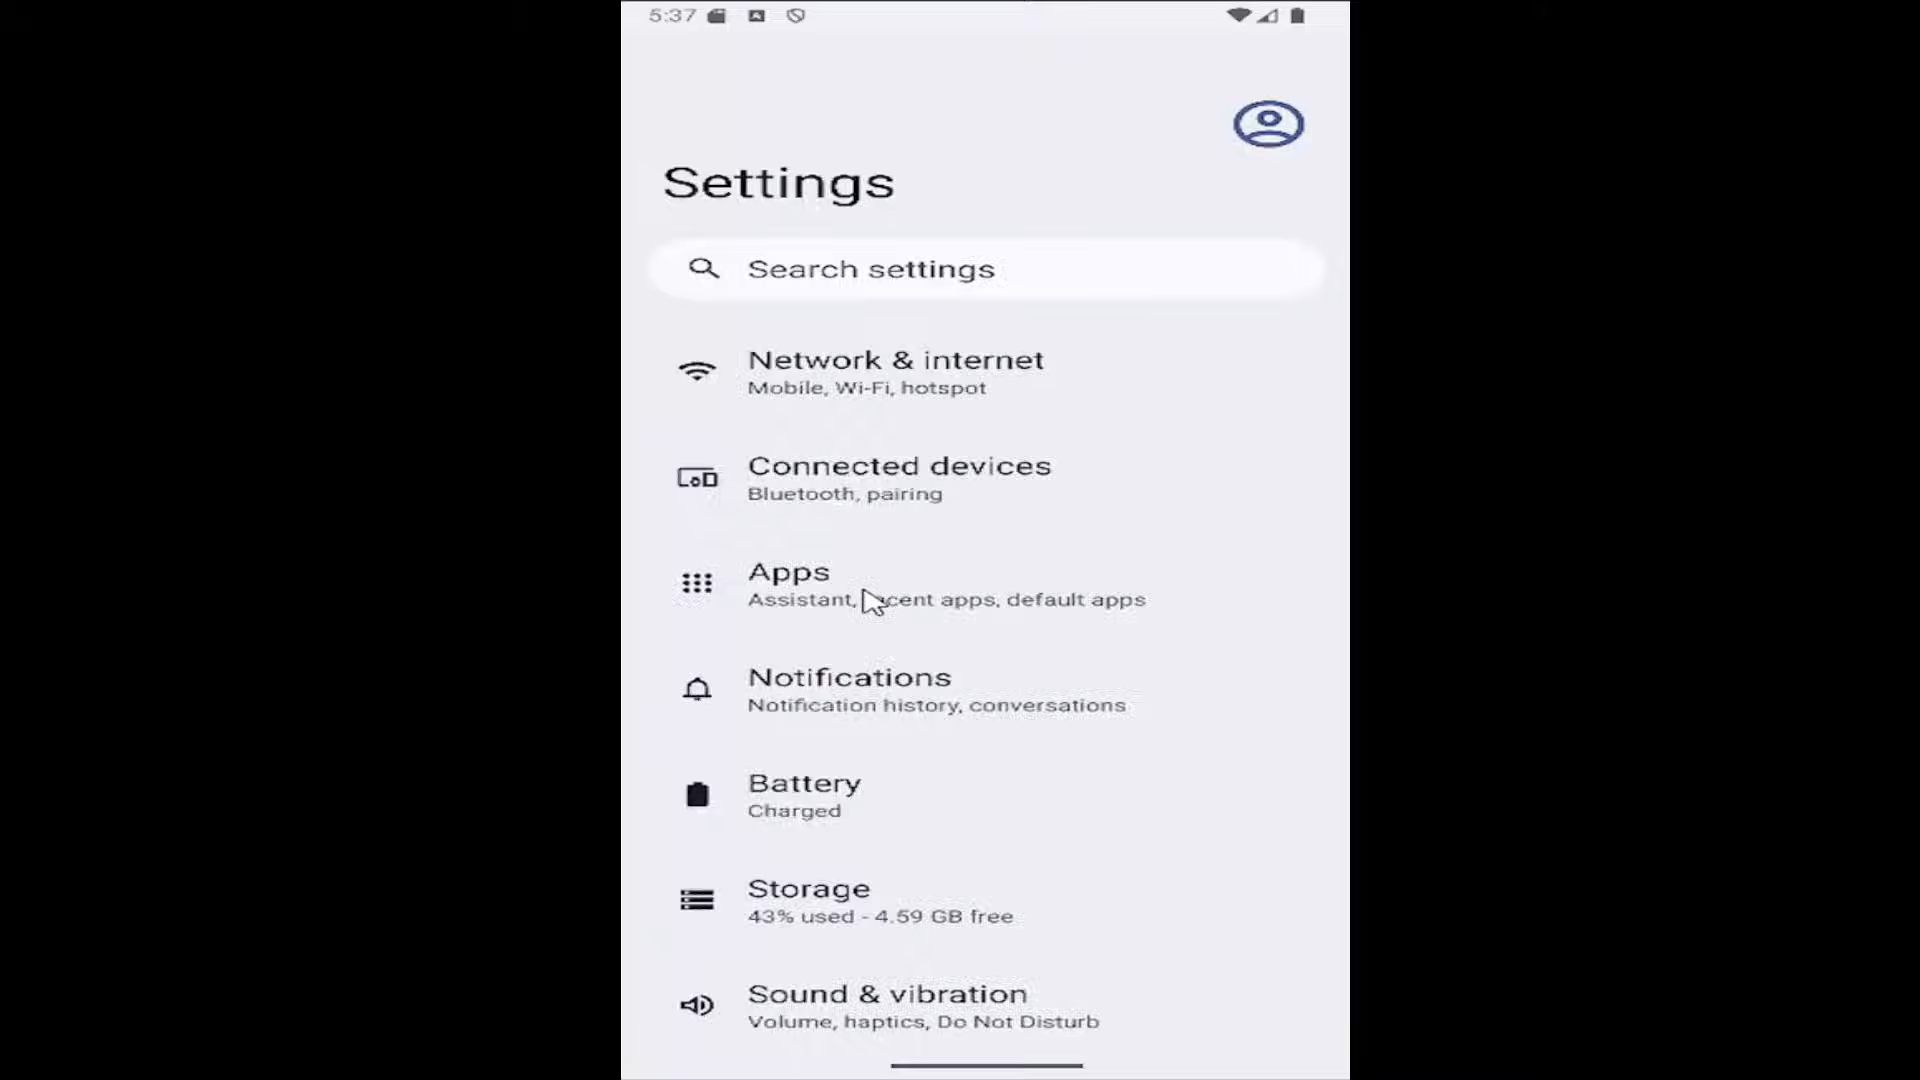 5:37
Settings
Search settings
Network & internet
Mobile, Wi-Fi, hotspot
Connected devices
Bluetooth, pairing
Apps
Assistant, recent apps, default apps
Notifications
Notification history, conversations
Battery
Charged
Storage
43% used - 4.59 GB free
Sound & vibration
Volume, haptics, Do Not Disturb